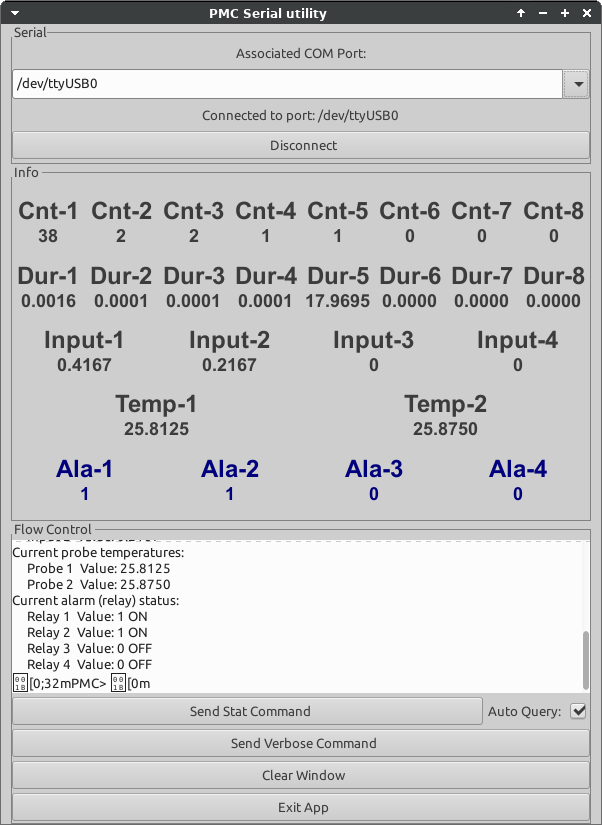 PMC Serial utility
Serial
Associated COM Port:
/dev/ttyUSB0
Connected to port: /dev/ttyUSB0
Disconnect
Info
Cnt-1 Cnt-2 Cnt-3 Cnt-4 Cnt-5 Cnt-6 Cnt-7 Cnt-8
38 2 2 1 1 0 0 0
Dur-1 Dur-2 Dur-3 Dur-4 Dur-5 Dur-6 Dur-7 Dur-8
0.0016 0.0001 0.0001 0.0001 17.9695 0.0000 0.0000 0.0000
Input-1 Input-2 Input-3 Input-4
0.4167 0.2167 0 0
Temp-1 Temp-2
25.8125 25.8750
Ala-1 Ala-2 Ala-3 Ala-4
1 1 0 0
Flow Control
Current probe temperatures:
Probe 1 Value: 25.8125
Probe 2 Value: 25.8750
Current alarm (relay) status:
Relay 1 Value: 1 ON
Relay 2 Value: 1 ON
Relay 3 Value: 0 OFF
Relay 4 Value: 0 OFF
[0;32mPMC> [0m
Send Stat Command Auto Query:
Send Verbose Command
Clear Window
Exit App